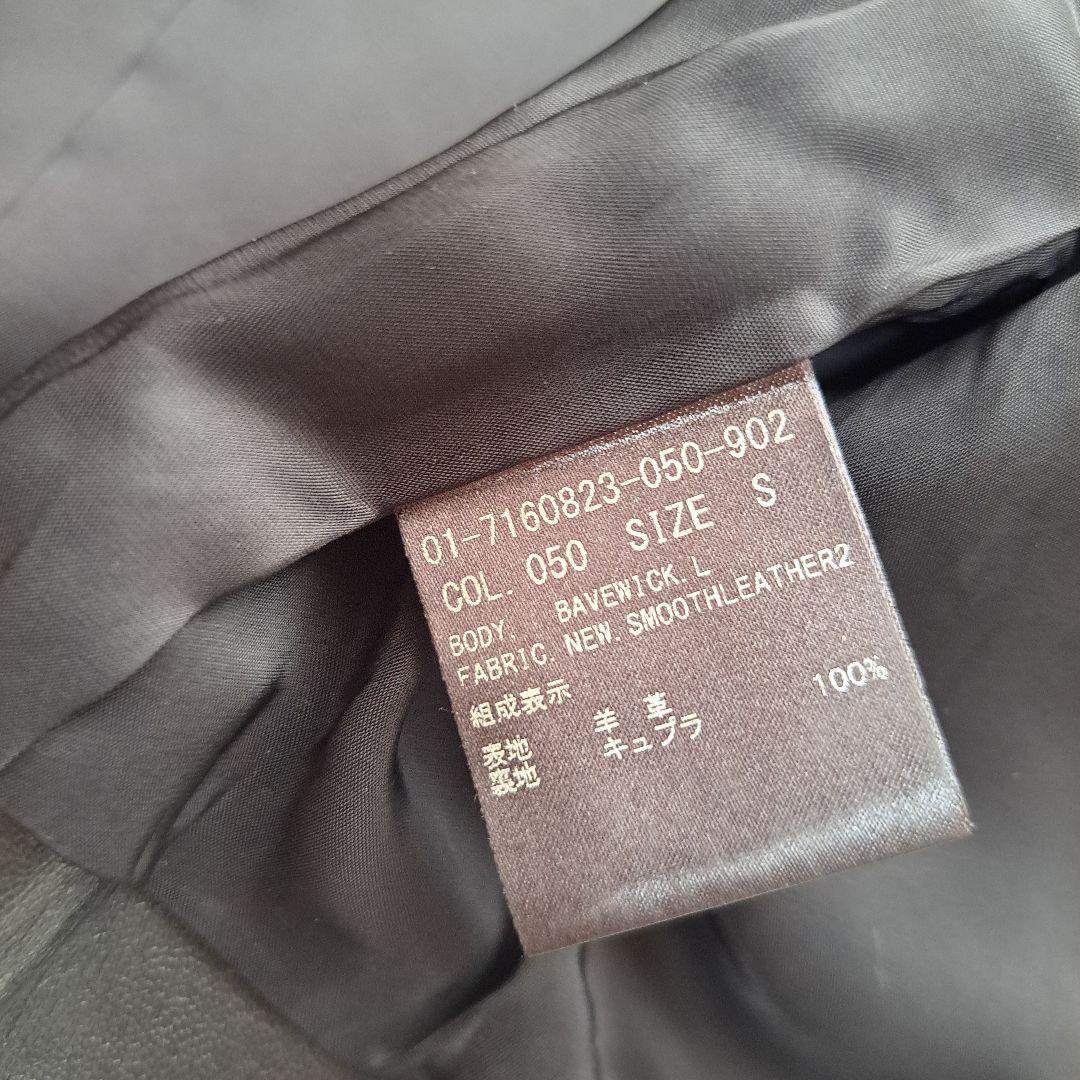 01-7160823-050-902
COL. 050 SIZE S
BODY. BAVEWICK.L
FABRIC. NEW.SMOOTHLEATHER2
組成表示
表地 羊革
裏地 キュプラ 100%